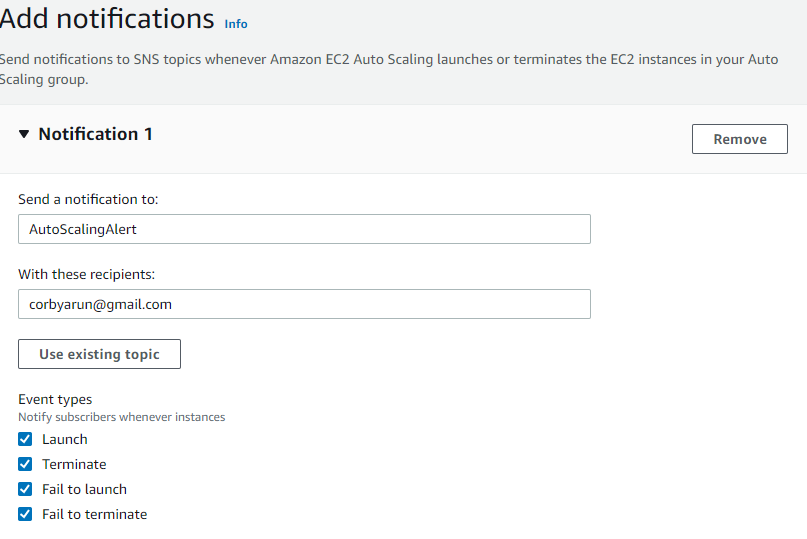 Add notifications Info
Send notifications to SNS topics whenever Amazon EC2 Auto Scaling launches or terminates the EC2 instances in your Auto
Scaling group.
Notification 1
Remove
Send a notification to:
AutoScalingAlert
With these recipients:
corbyarun@gmail.com
Use existing topic
Event types
Notify subscribers whenever instances
Launch
Terminate
Fail to launch
Fail to terminate